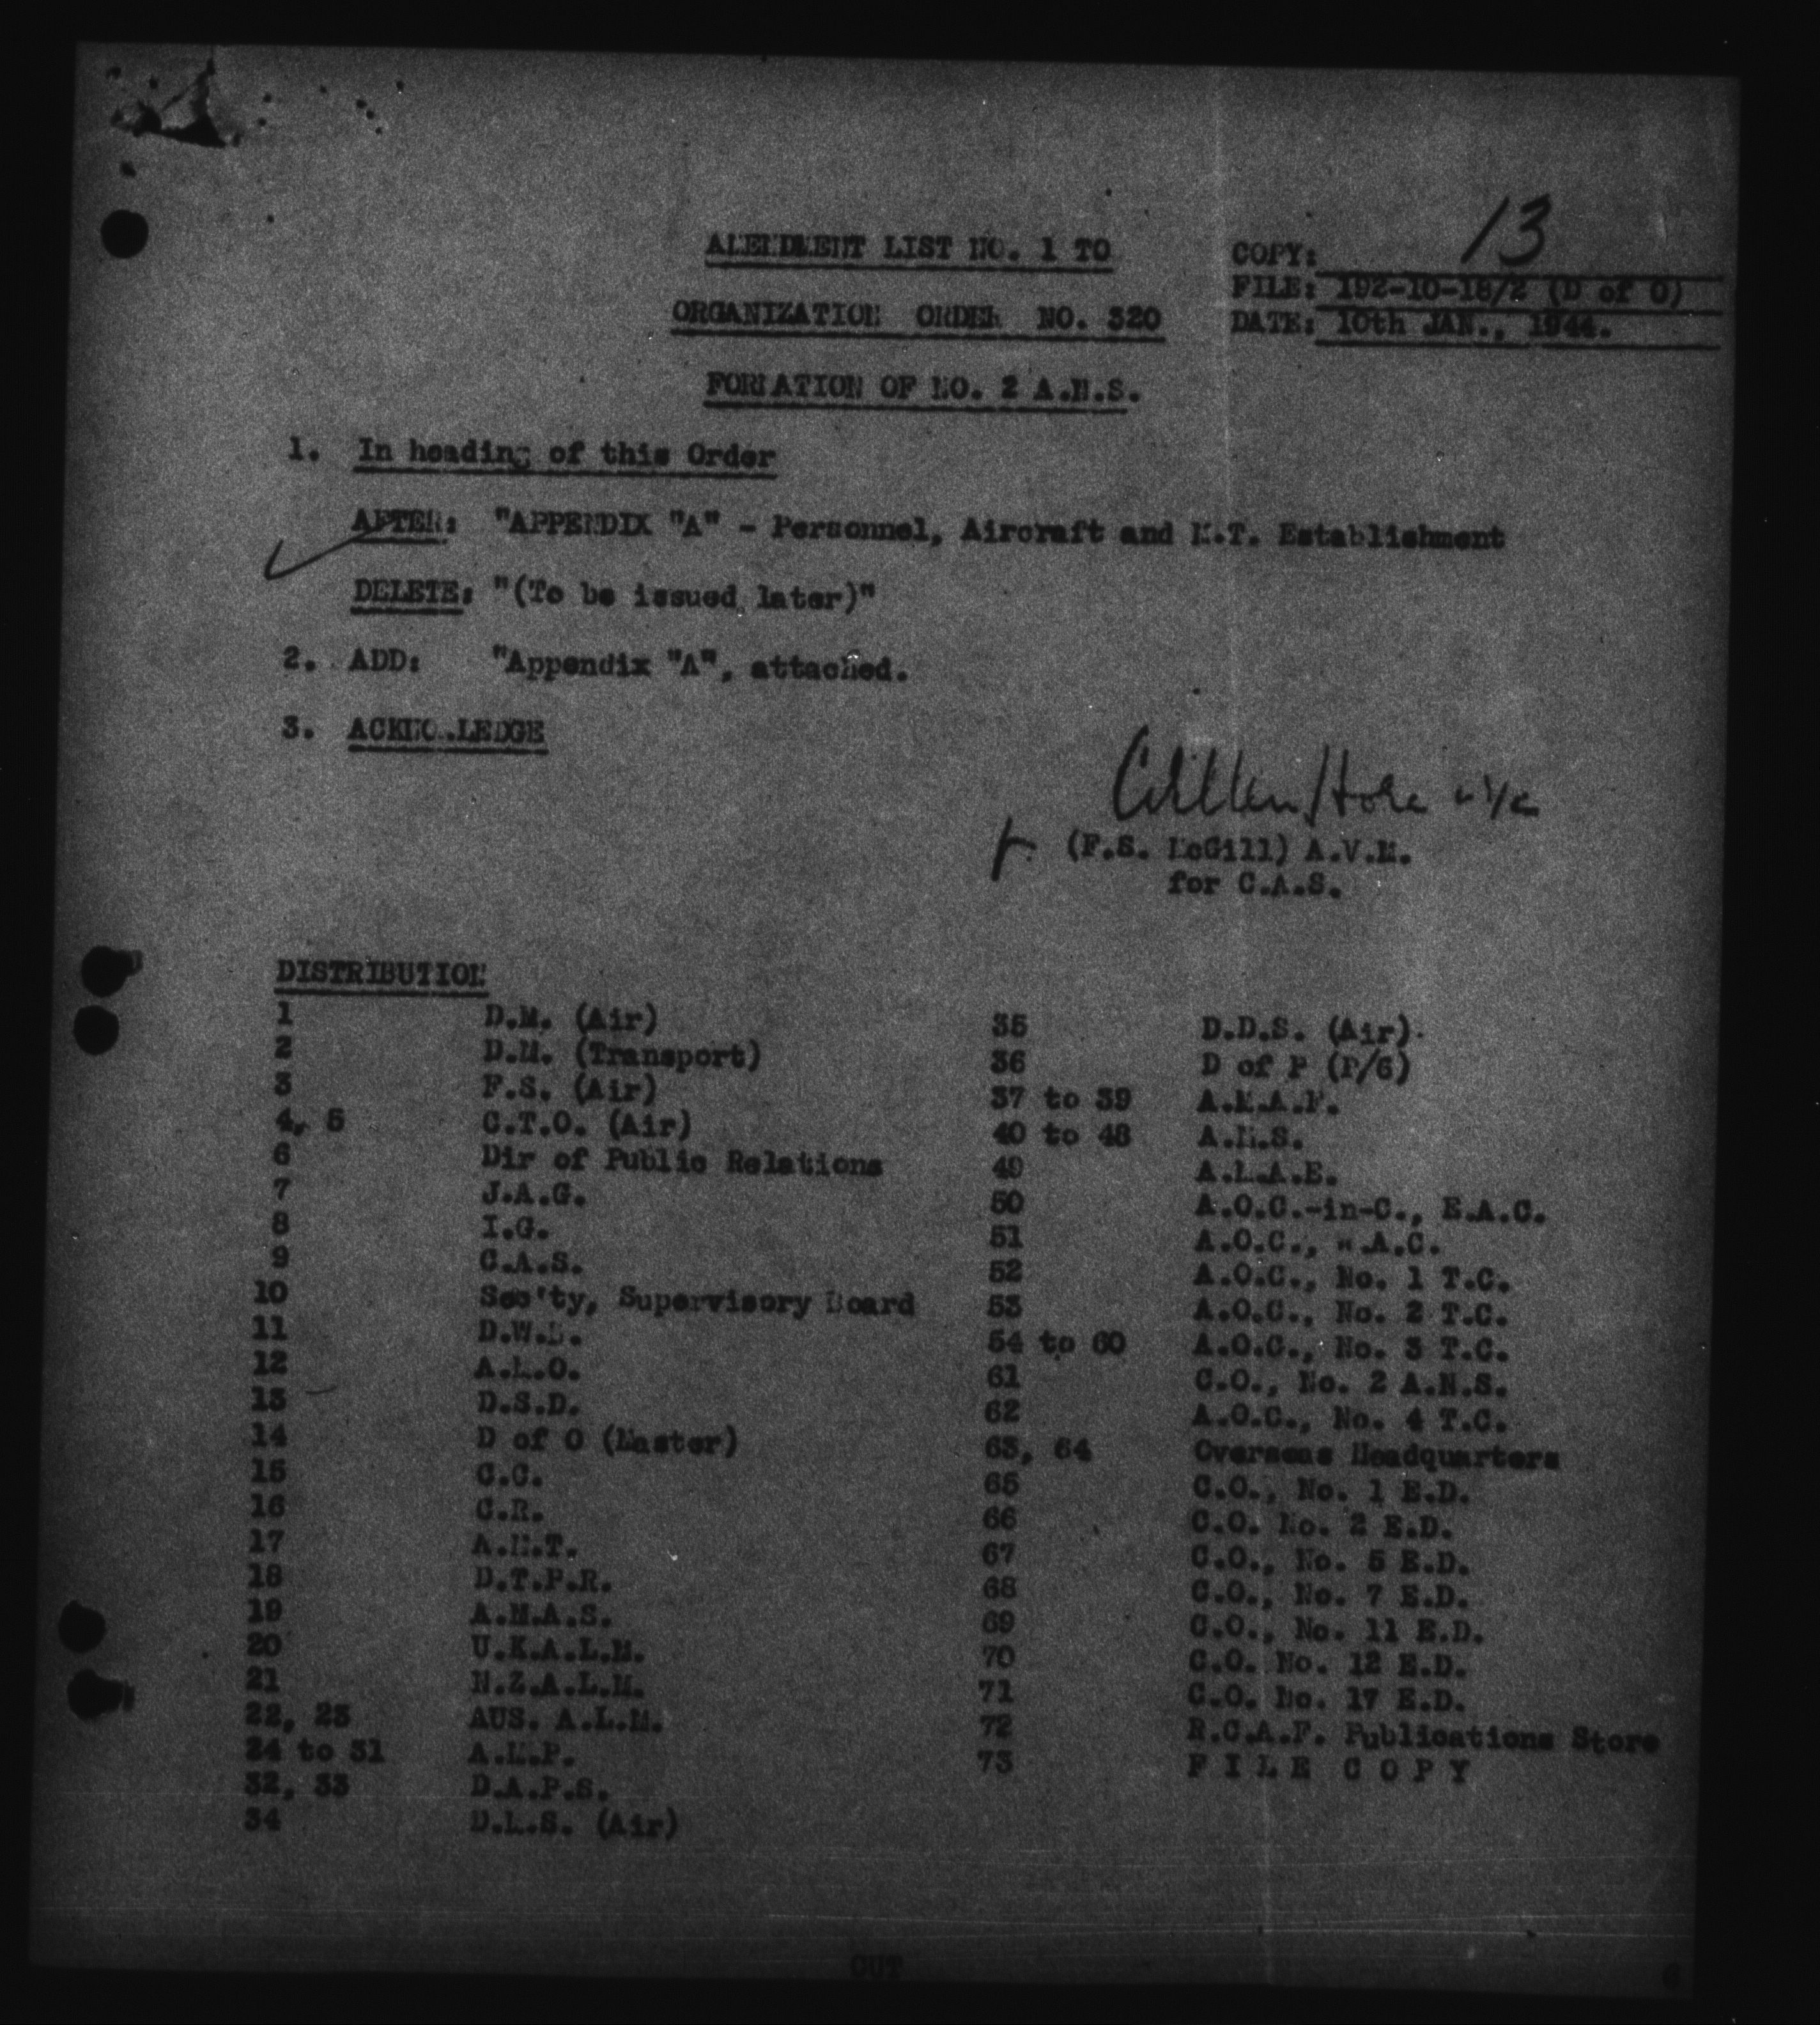 AMENDMENT LIST NO. 1 TO
ORGANIZATION ORDER NO. 320
FORMATION OF NO. 2 A.N.S.
COPY: 13
FILE: 192-10-18/2 (D of O)
DATE: 10th JAN., 1944.
1. In heading of this Order
AFTER: "APPENDIX "A" - Personnel, Aircraft and M.T. Establishment
DELETE: "(To be issued later)"
2. ADD: "Appendix "A", attached.
3. ACKNOWLEDGE
(F.S. McGill) A.V.M.
for C.A.S.
DISTRIBUTION
1 D.M. (Air)
2 D.M. (Transport)
3 F.S. (Air)
4, 5 C.T.O. (Air)
6 Dir of Public Relations
7 J.A.G.
8 I.G.
9 C.A.S.
10 Sec'ty, Supervisory Board
11 D.W.
12 A.L.O.
13 D.S.D.
14 D of O (Master)
15 C.C.
16 C.R.
17 A.M.T.
18 D.T.P.R.
19 A.M.A.S.
20 U.K.A.L.M.
21 N.Z.A.L.M.
22, 23 AUS. A.L.M.
24 to 31 A.M.P.
32, 33 D.A.P.S.
34 D.L.S. (Air)
35 D.D.S. (Air)
36 D of P (P/6)
37 to 39 A.M.A.F.
40 to 48 A.M.S.
49 A.M.A.E.
50 A.O.C.-in-C., E.A.C.
51 A.O.C., W.A.C.
52 A.O.C., No. 1 T.C.
53 A.O.C., No. 2 T.C.
54 to 60 A.O.C., No. 3 T.C.
61 C.O., No. 2 A.N.S.
62 A.O.C., No. 4 T.C.
63, 64 Overseas Headquarters
65 C.O., No. 1 E.D.
66 C.O. No. 2 E.D.
67 C.O., No. 5 E.D.
68 C.O., No. 7 E.D.
69 C.O., No. 11 E.D.
70 C.O. No. 12 E.D.
71 C.O. No. 17 E.D.
72 R.C.A.F. Publications Store
73 F I L E C O P Y
OUT